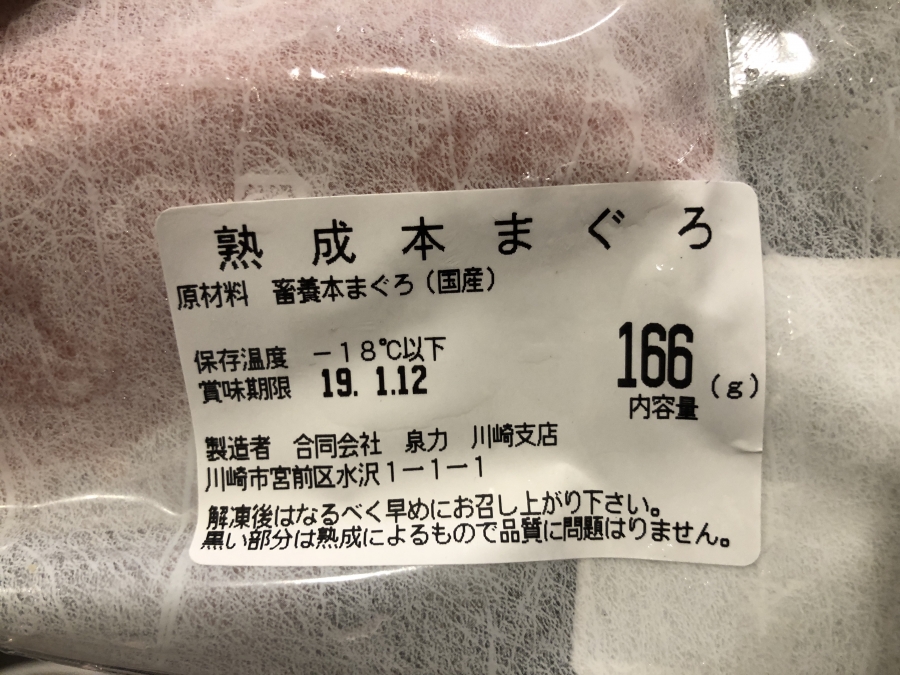 熟成本まぐろ
原材料 畜養本まぐろ(国産)
保存温度 -18℃以下
賞味期限 19. 1.12
166(g)
内容量
製造者 合同会社 泉力 川崎支店
川崎市宮前区水沢1ー1ー1
解凍後はなるべく早めにお召し上がり下さい。
黒い部分は熟成によるもので品質に問題はりません。